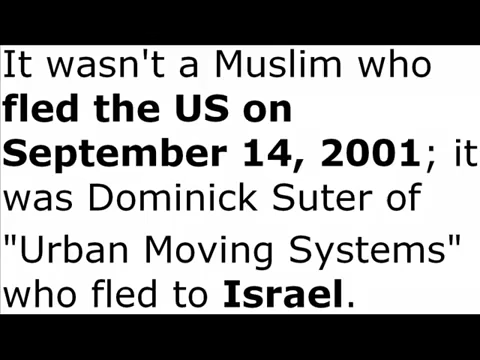 It wasn't a Muslim who
fled the US on
September 14, 2001; it
was Dominick Suter of
"Urban Moving Systems"
who fled to Israel.